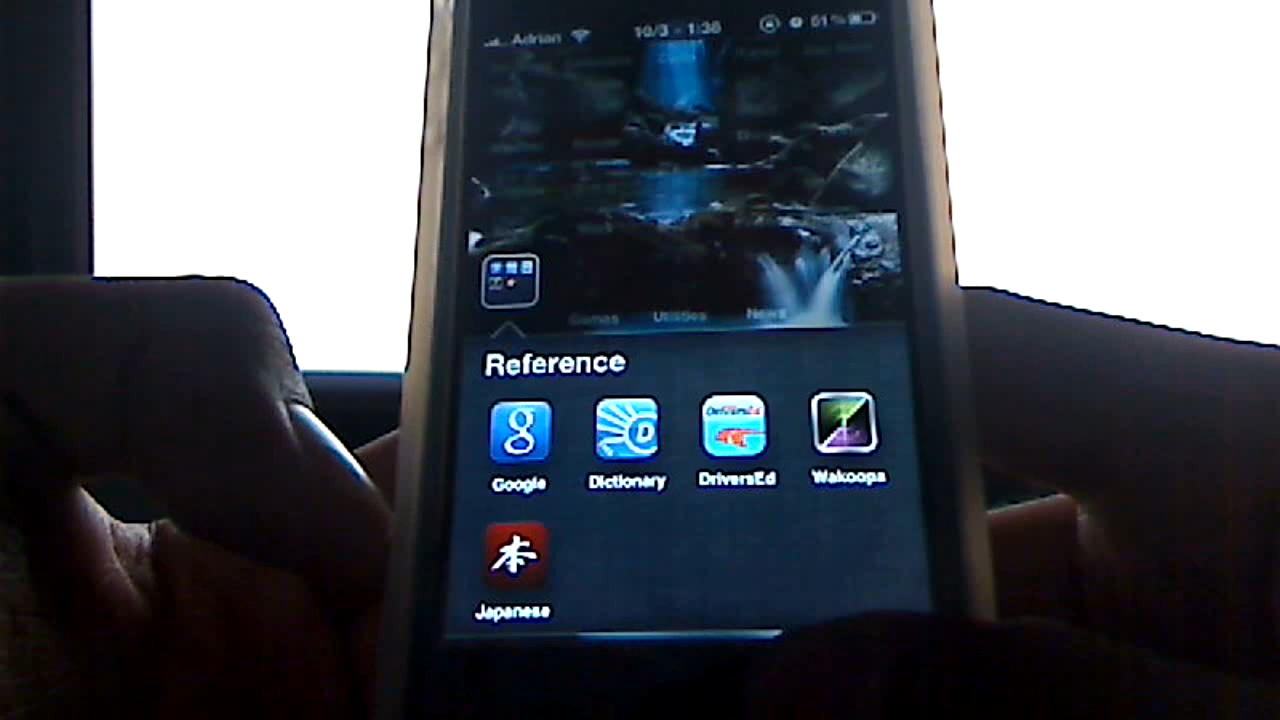 Adrian 10/3 - 1:36 51%
Games Utilities News
Reference
Google Dictionary DriversEd Wakoopa
Japanese